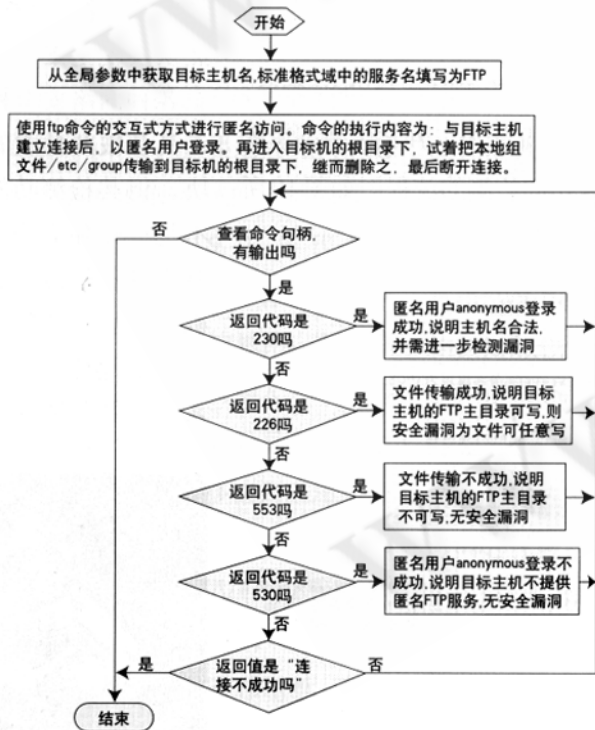 开始
从全局参数中获取目标主机名,标准格式域中的服务名填写为FTP
使用ftp命令的交互式方式进行匿名访问。命令的执行内容为：与目标主机
建立连接后，以匿名用户登录。再进入目标机的根目录下，试着把本地组
文件/etc/group传输到目标机的根目录下，继而删除之，最后断开连接。
否
查看命令句柄,
有输出吗
是
返回代码是
230吗
是
匿名用户anonymous登录
成功,说明主机名合法,
并需进一步检测漏洞
否
返回代码是
226吗
是
文件传输成功,说明目标
主机的FTP主目录可写,则
安全漏洞为文件可任意写
否
返回代码是
553吗
是
文件传输不成功,说明
目标主机的FTP主目录
不可写,无安全漏洞
否
返回代码是
530吗
是
匿名用户anonymous登录不
成功,说明目标主机不提供
匿名FTP服务,无安全漏洞
否
是
返回值是“连
接不成功吗”
否
结束